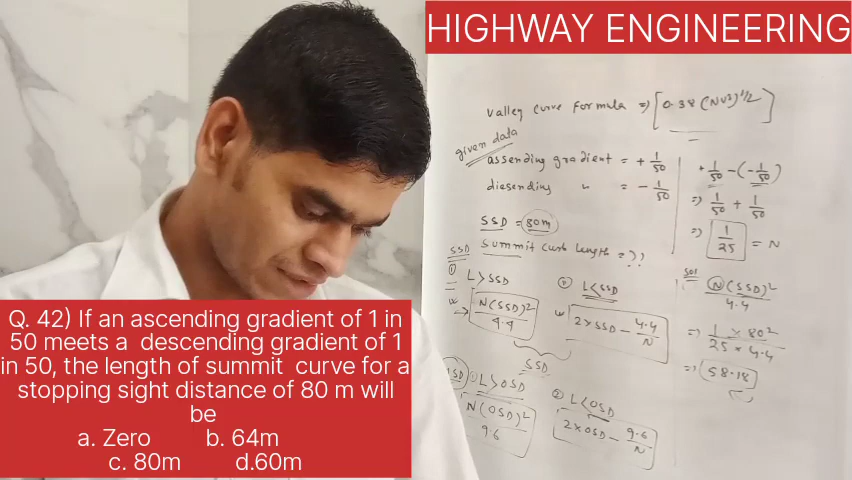 HIGHWAY ENGINEERING
valley curve formula => [0.38 (NV³)^1/2]
given data
assending gradient = + 1/50
diesending " = - 1/50
SSD = 80m
SSD summit curb length = ??
① L>SSD
N(SSD)²/4.4
② L<SSD
2×SSD - 4.4/N
SSD
① L>OSD
N(OSD)²/9.6
② L<OSD
2×OSD - 9.6/N
+ 1/50 - (- 1/50)
=> 1/50 + 1/50
=> 1/25 = N
sol N(SSD)²/4.4
=> 1 × 80²/25 × 4.4
=> 58.18
Q. 42) If an ascending gradient of 1 in
50 meets a descending gradient of 1
in 50, the length of summit curve for a
stopping sight distance of 80 m will
be
a. Zero b. 64m
c. 80m d.60m